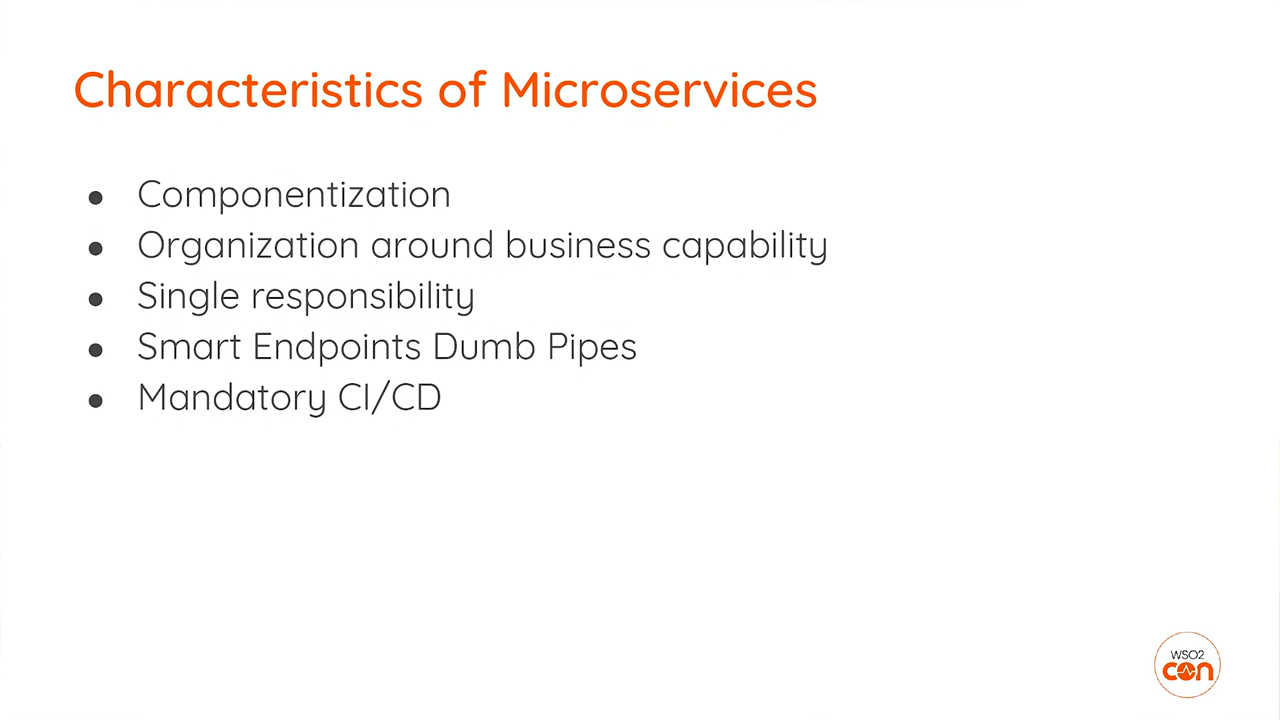 Characteristics of Microservices
● Componentization
● Organization around business capability
● Single responsibility
● Smart Endpoints Dumb Pipes
● Mandatory CI/CD
WSO2
con